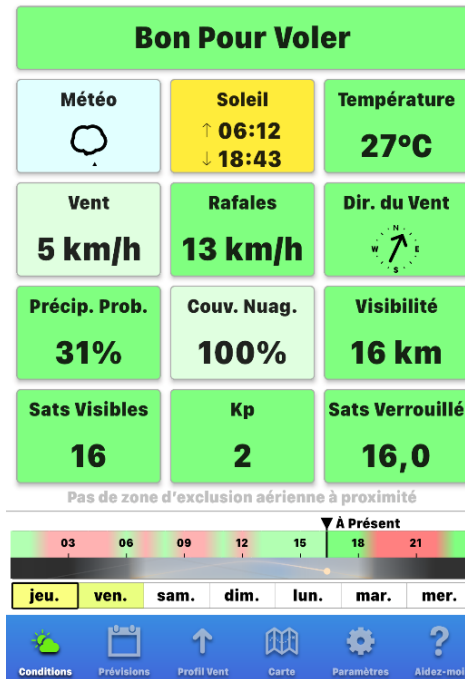 Bon Pour Voler
Météo Soleil Température
↑ 06:12
↓ 18:43
27°C
Vent Rafales Dir. du Vent
5 km/h 13 km/h
N
W E
S
Précip. Prob. Couv. Nuag. Visibilité
31% 100% 16 km
Sats Visibles Kp Sats Verrouillé
16 2 16,0
Pas de zone d'exclusion aérienne à proximité
À Présent
03 06 09 12 15 18 21
jeu. ven. sam. dim. lun. mar. mer.
Conditions Prévisions Profil Vent Carte Paramètres Aidez-moi